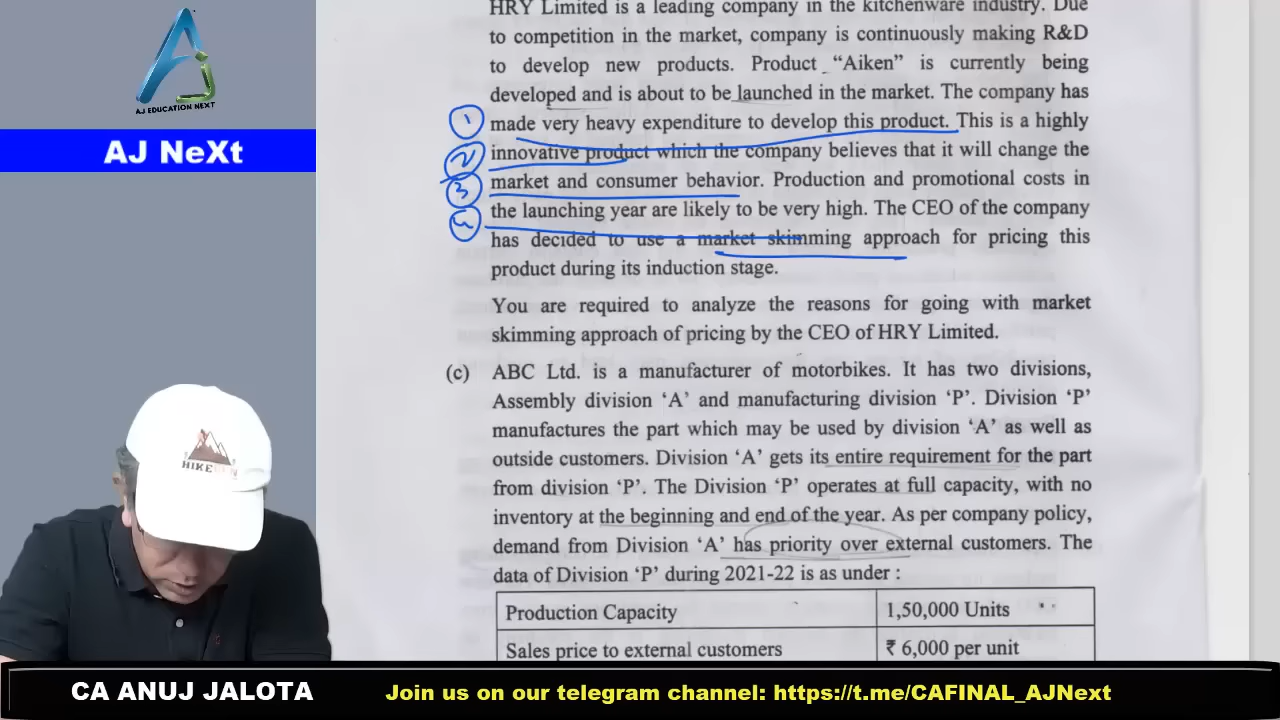 AJ EDUCATION NEXT
AJ NeXt
HIKE
HRY Limited is a leading company in the kitchenware industry. Due
to competition in the market, company is continuously making R&D
to develop new products. Product “Aiken” is currently being
developed and is about to be launched in the market. The company has
1 made very heavy expenditure to develop this product. This is a highly
2 innovative product which the company believes that it will change the
3 market and consumer behavior. Production and promotional costs in
4 the launching year are likely to be very high. The CEO of the company
has decided to use a market skimming approach for pricing this
product during its induction stage.
You are required to analyze the reasons for going with market
skimming approach of pricing by the CEO of HRY Limited.
(c) ABC Ltd. is a manufacturer of motorbikes. It has two divisions,
Assembly division ‘A’ and manufacturing division ‘P’. Division ‘P’
manufactures the part which may be used by division ‘A’ as well as
outside customers. Division ‘A’ gets its entire requirement for the part
from division ‘P’. The Division ‘P’ operates at full capacity, with no
inventory at the beginning and end of the year. As per company policy,
demand from Division ‘A’ has priority over external customers. The
data of Division ‘P’ during 2021-22 is as under :
Production Capacity 1,50,000 Units
Sales price to external customers ₹ 6,000 per unit
CA ANUJ JALOTA Join us on our telegram channel: https://t.me/CAFINAL_AJNext